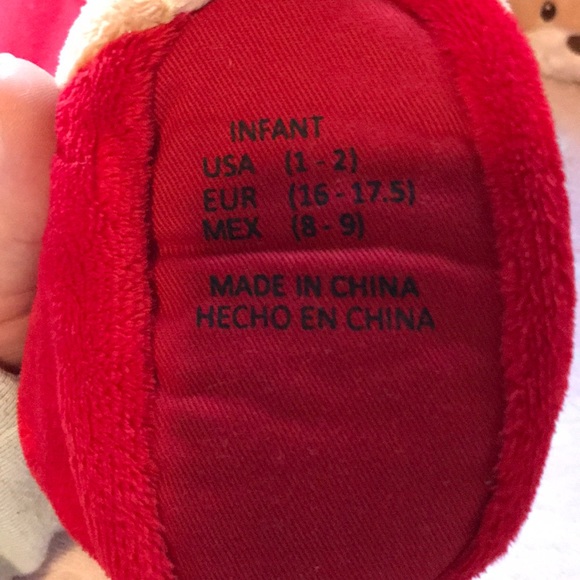 INFANT
USA (1 - 2)
EUR (16 - 17.5)
MEX (8 - 9)
MADE IN CHINA
HECHO EN CHINA